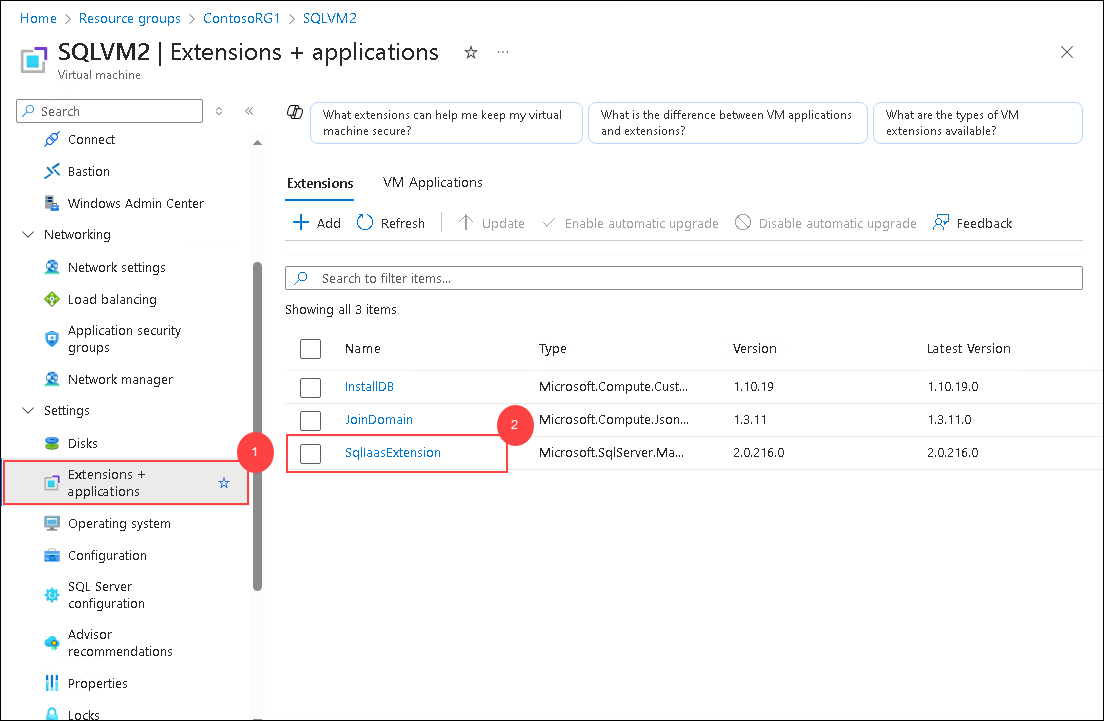 Home > Resource groups > ContosoRG1 > SQLVM2
SQLVM2 | Extensions + applications
Virtual machine
Search
Connect
Bastion
Windows Admin Center
Networking
Network settings
Load balancing
Application security
groups
Network manager
Settings
Disks
Extensions +
applications
Operating system
Configuration
SQL Server
configuration
Advisor
recommendations
Properties
Locks
1
What extensions can help me keep my virtual
machine secure?
What is the difference between VM applications
and extensions?
What are the types of VM
extensions available?
Extensions VM Applications
Add Refresh Update Enable automatic upgrade Disable automatic upgrade Feedback
Search to filter items...
Showing all 3 items
Name Type Version Latest Version
InstallDB Microsoft.Compute.Cust... 1.10.19 1.10.19.0
JoinDomain Microsoft.Compute.Json... 1.3.11 1.3.11.0
2
SqlIaasExtension Microsoft.SqlServer.Ma... 2.0.216.0 2.0.216.0